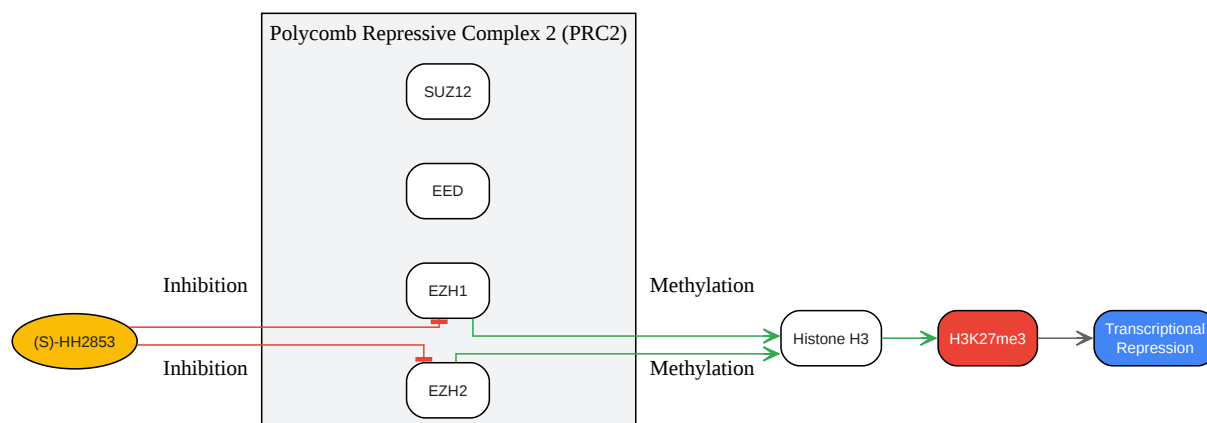 Polycomb Repressive Complex 2 (PRC2)
SUZ12
EED
Inhibition
EZH1
Methylation
(S)-HH2853
Histone H3
H3K27me3
Transcriptional
Repression
Inhibition
EZH2
Methylation